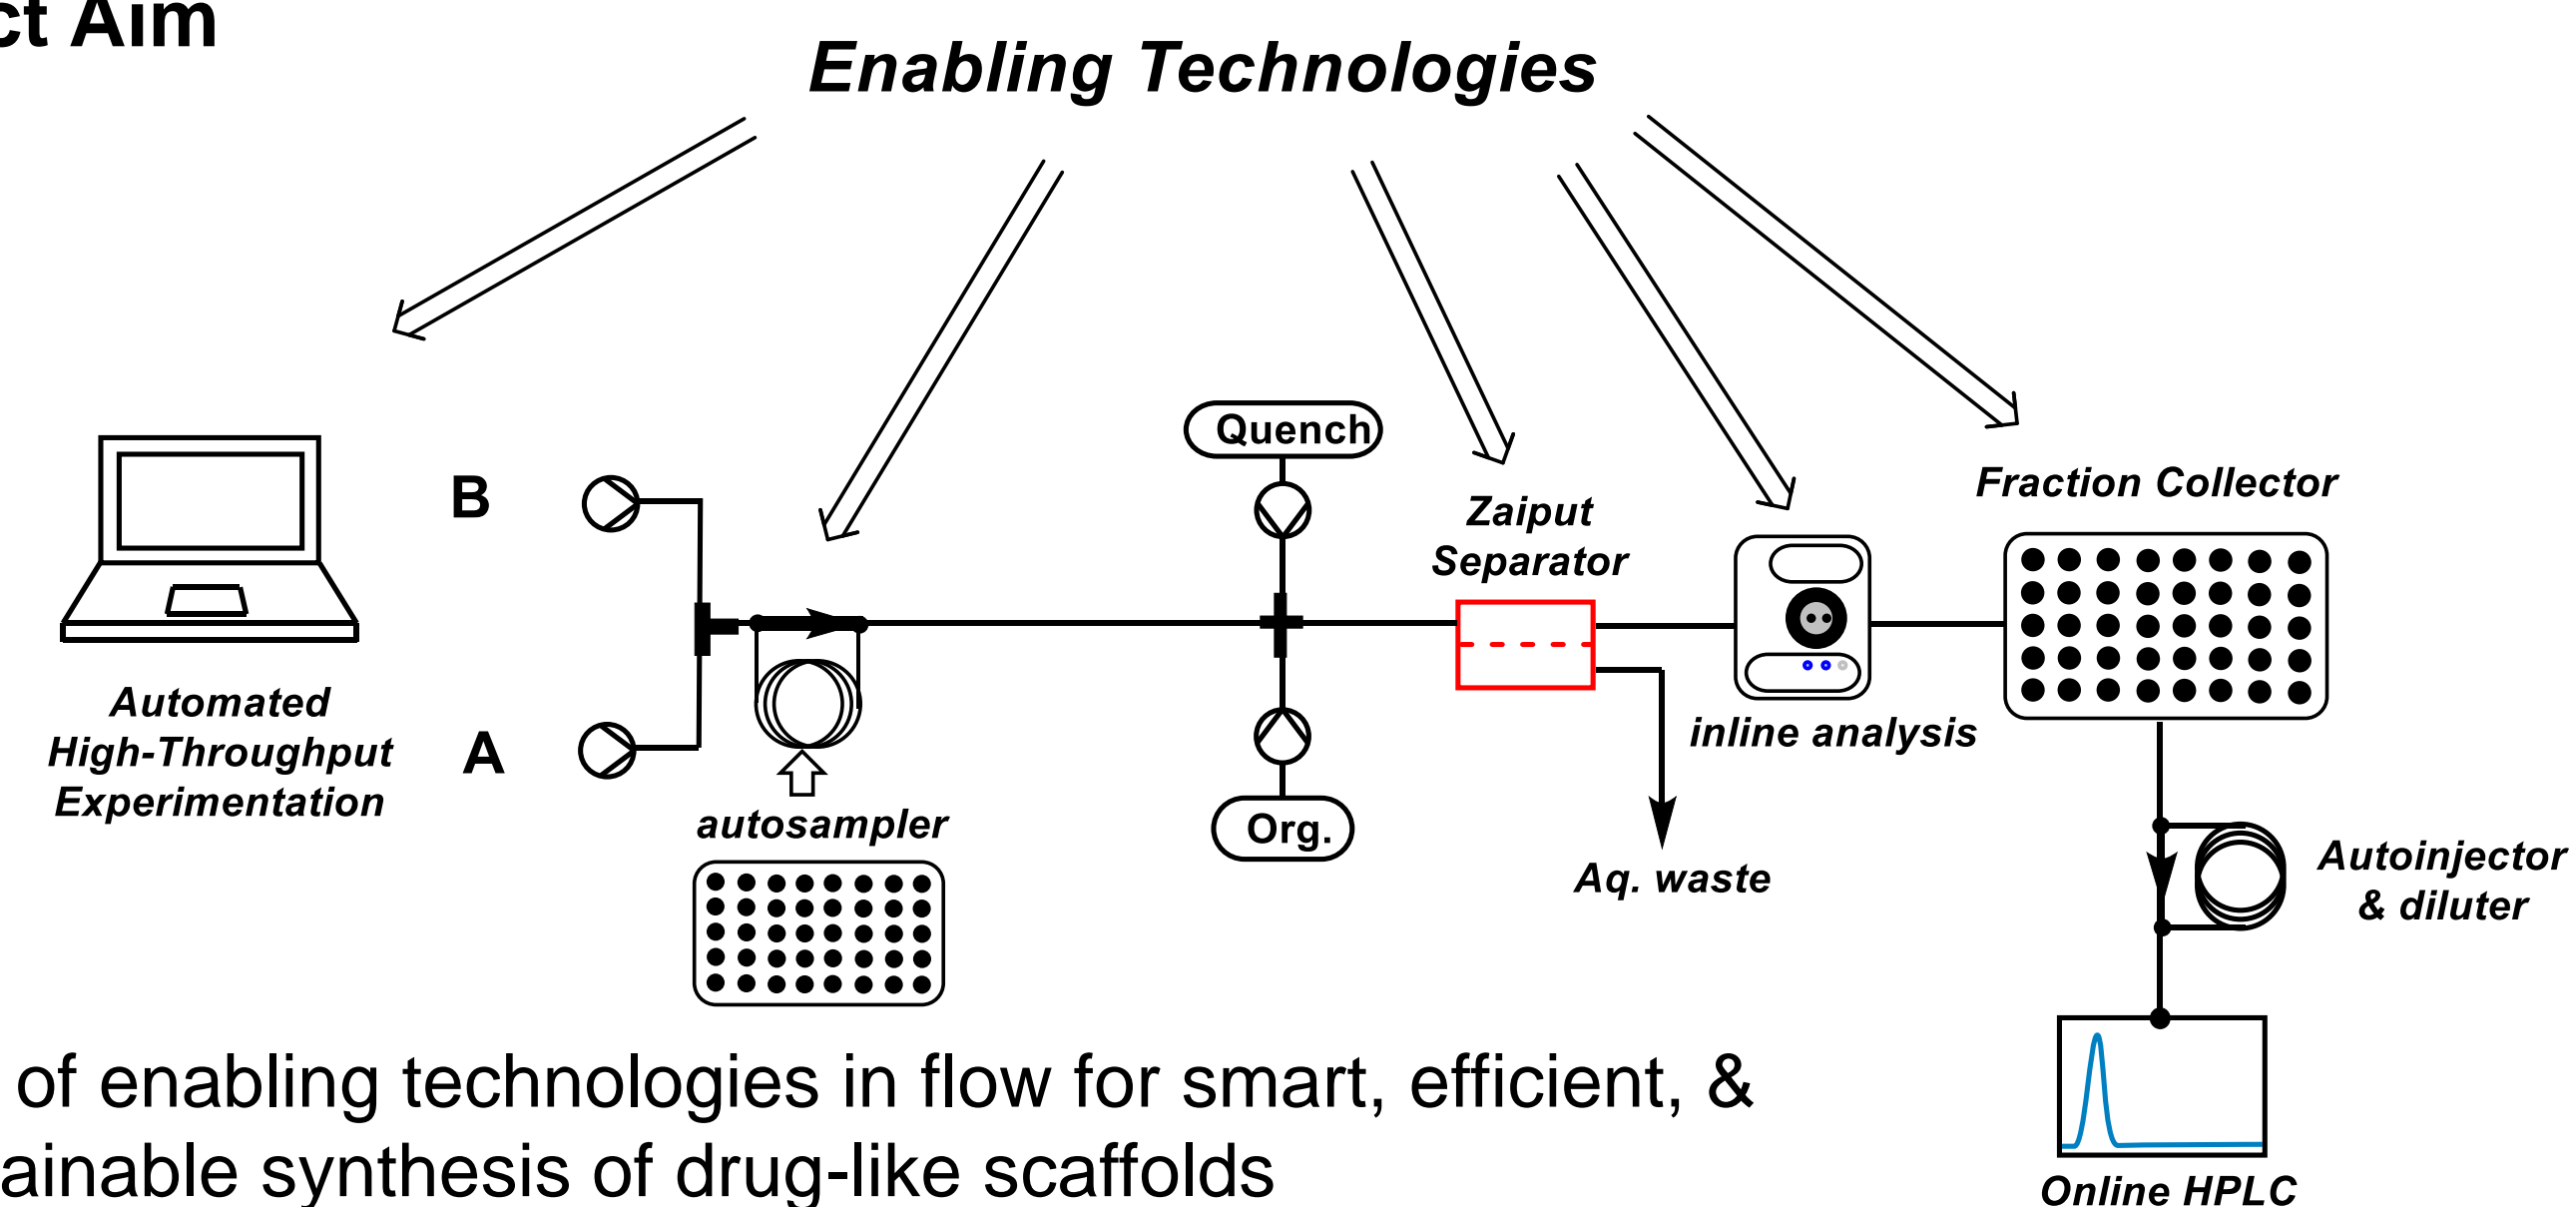 ct Aim
Enabling Technologies
Quench
B
Fraction Collector
Zaiput
Separator
Automated
High-Throughput
Experimentation
A
inline analysis
autosampler
Org.
Aq. waste
Autoinjector
& diluter
of enabling technologies in flow for smart, efficient, &
ainable synthesis of drug-like scaffolds
Online HPLC